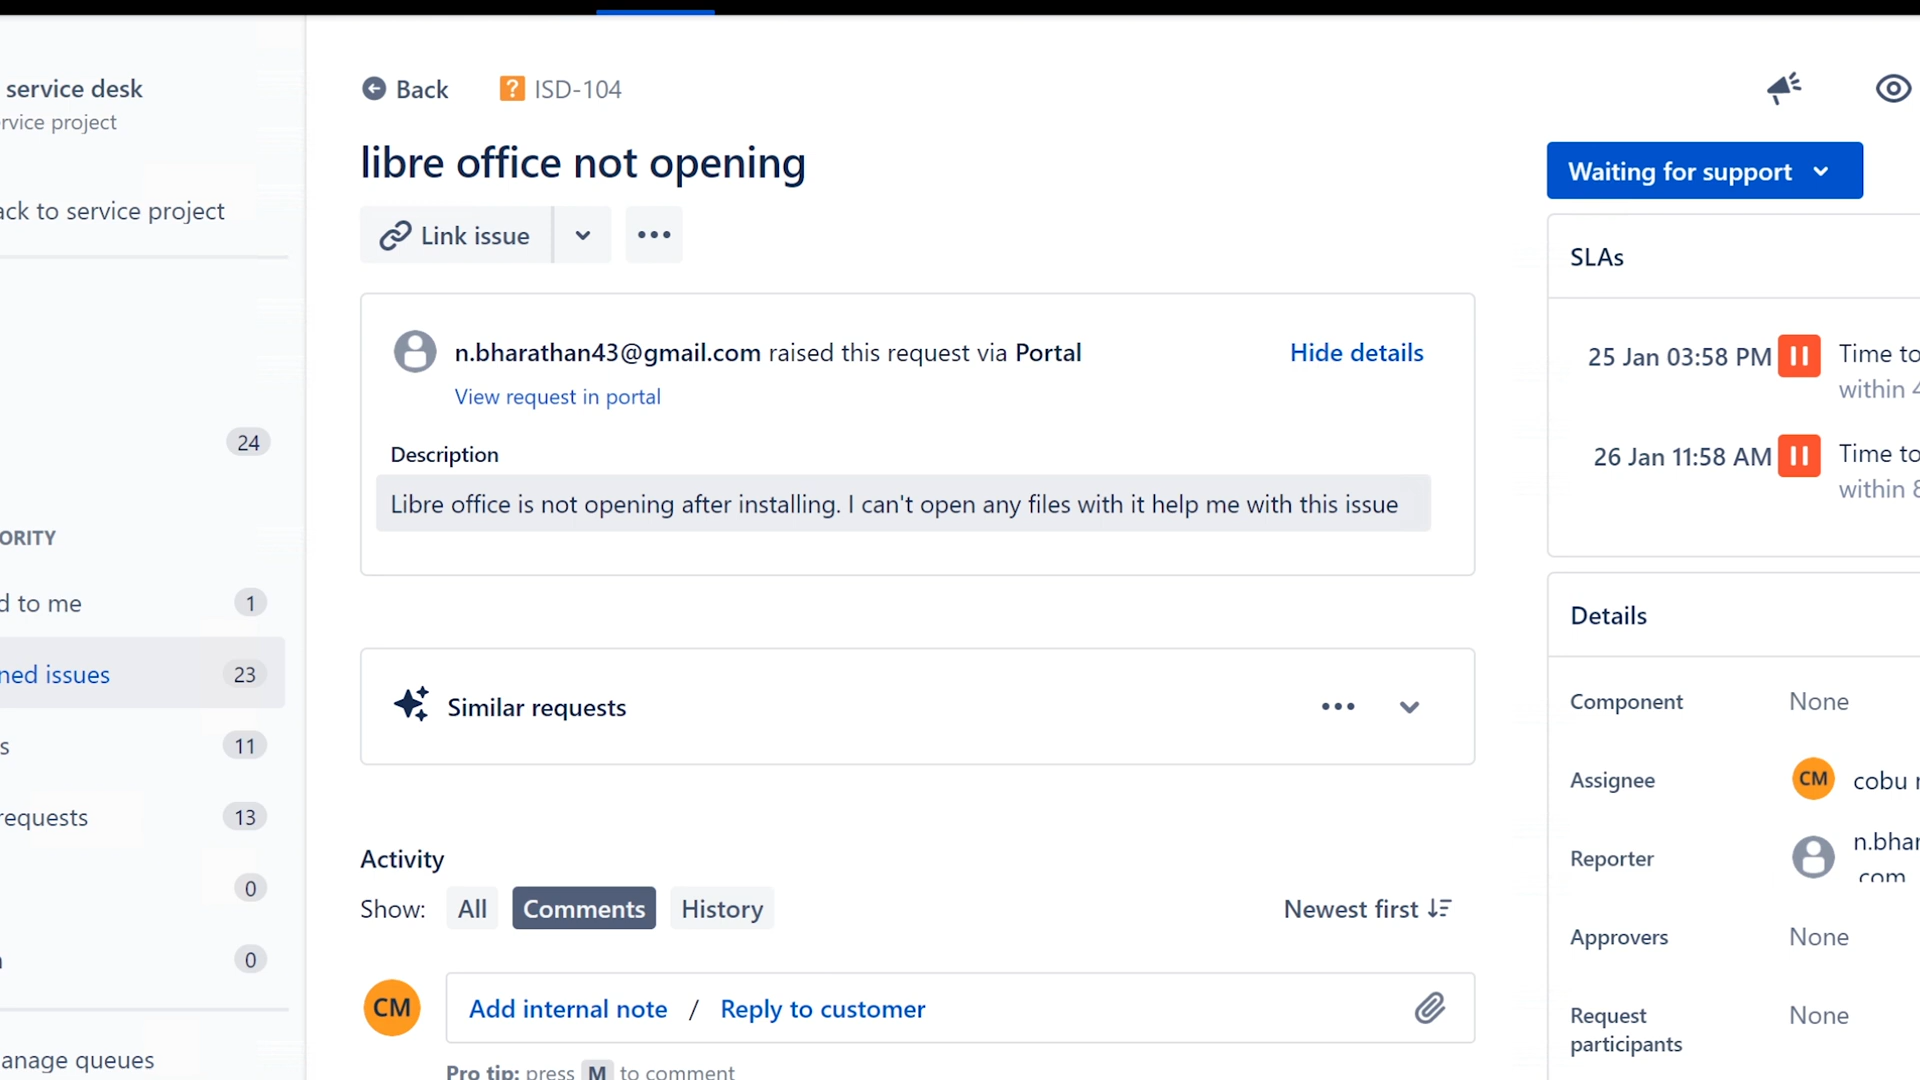 service desk
rvice project
ack to service project
24
ORITY
d to me 1
ned issues 23
s 11
requests 13
0
0
anage queues
Back ISD-104
libre office not opening
Link issue
n.bharathan43@gmail.com raised this request via Portal Hide details
View request in portal
Description
Libre office is not opening after installing. I can't open any files with it help me with this issue
Similar requests
Activity
Show: All Comments History Newest first
CM Add internal note / Reply to customer
Pro tip: press M to comment
Waiting for support
SLAs
25 Jan 03:58 PM Time to
within 4
26 Jan 11:58 AM Time to
within 8
Details
Component None
Assignee CM cobu
Reporter n.bhar
com
Approvers None
Request participants None